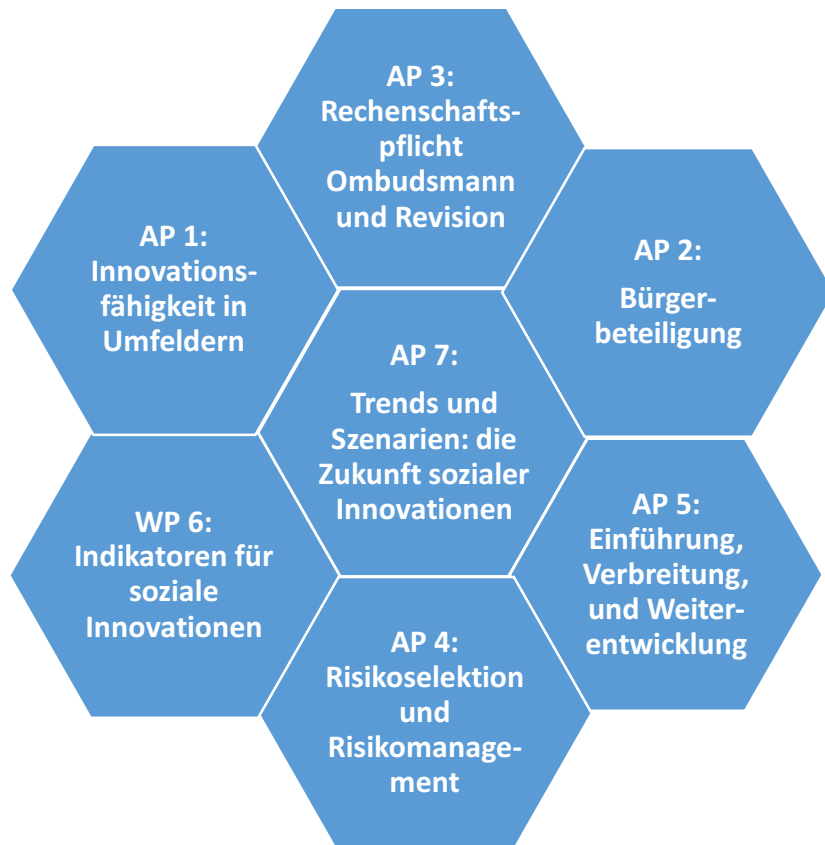 AP 3:
Rechenschafts-
pflicht
Ombudsmann
und Revision
AP 1:
Innovations-
fähigkeit in
Umfeldern
AP 2:
Bürger-
beteiligung
AP 7:
Trends und
Szenarien: die
Zukunft sozialer
Innovationen
WP 6:
Indikatoren für
soziale
Innovationen
AP 5:
Einführung,
Verbreitung,
und Weiter-
entwicklung
AP 4:
Risikoselektion
und
Risikomanage-
ment